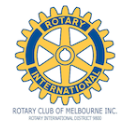 ROTARY
INTERNATIONAL
ROTARY CLUB OF MELBOURNE INC.
ROTARY INTERNATIONAL DISTRICT 9800